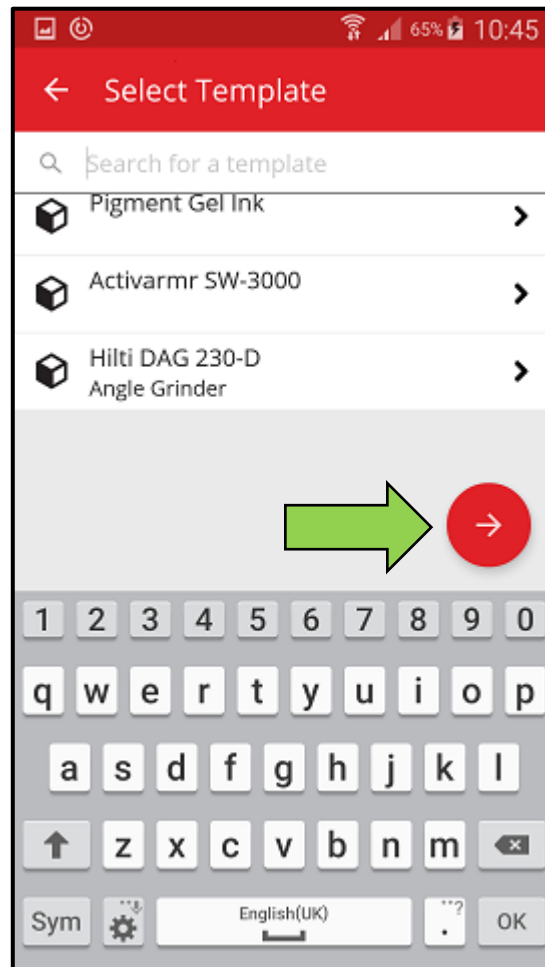 65% 10:45
Select Template
Search for a template
Pigment Gel Ink
Activarmr SW-3000
Hilti DAG 230-D
Angle Grinder
1 2 3 4 5 6 7 8 9 0
q w e r t y u i o p
a s d f g h j k l
z x c v b n m
Sym English(UK) . ? OK